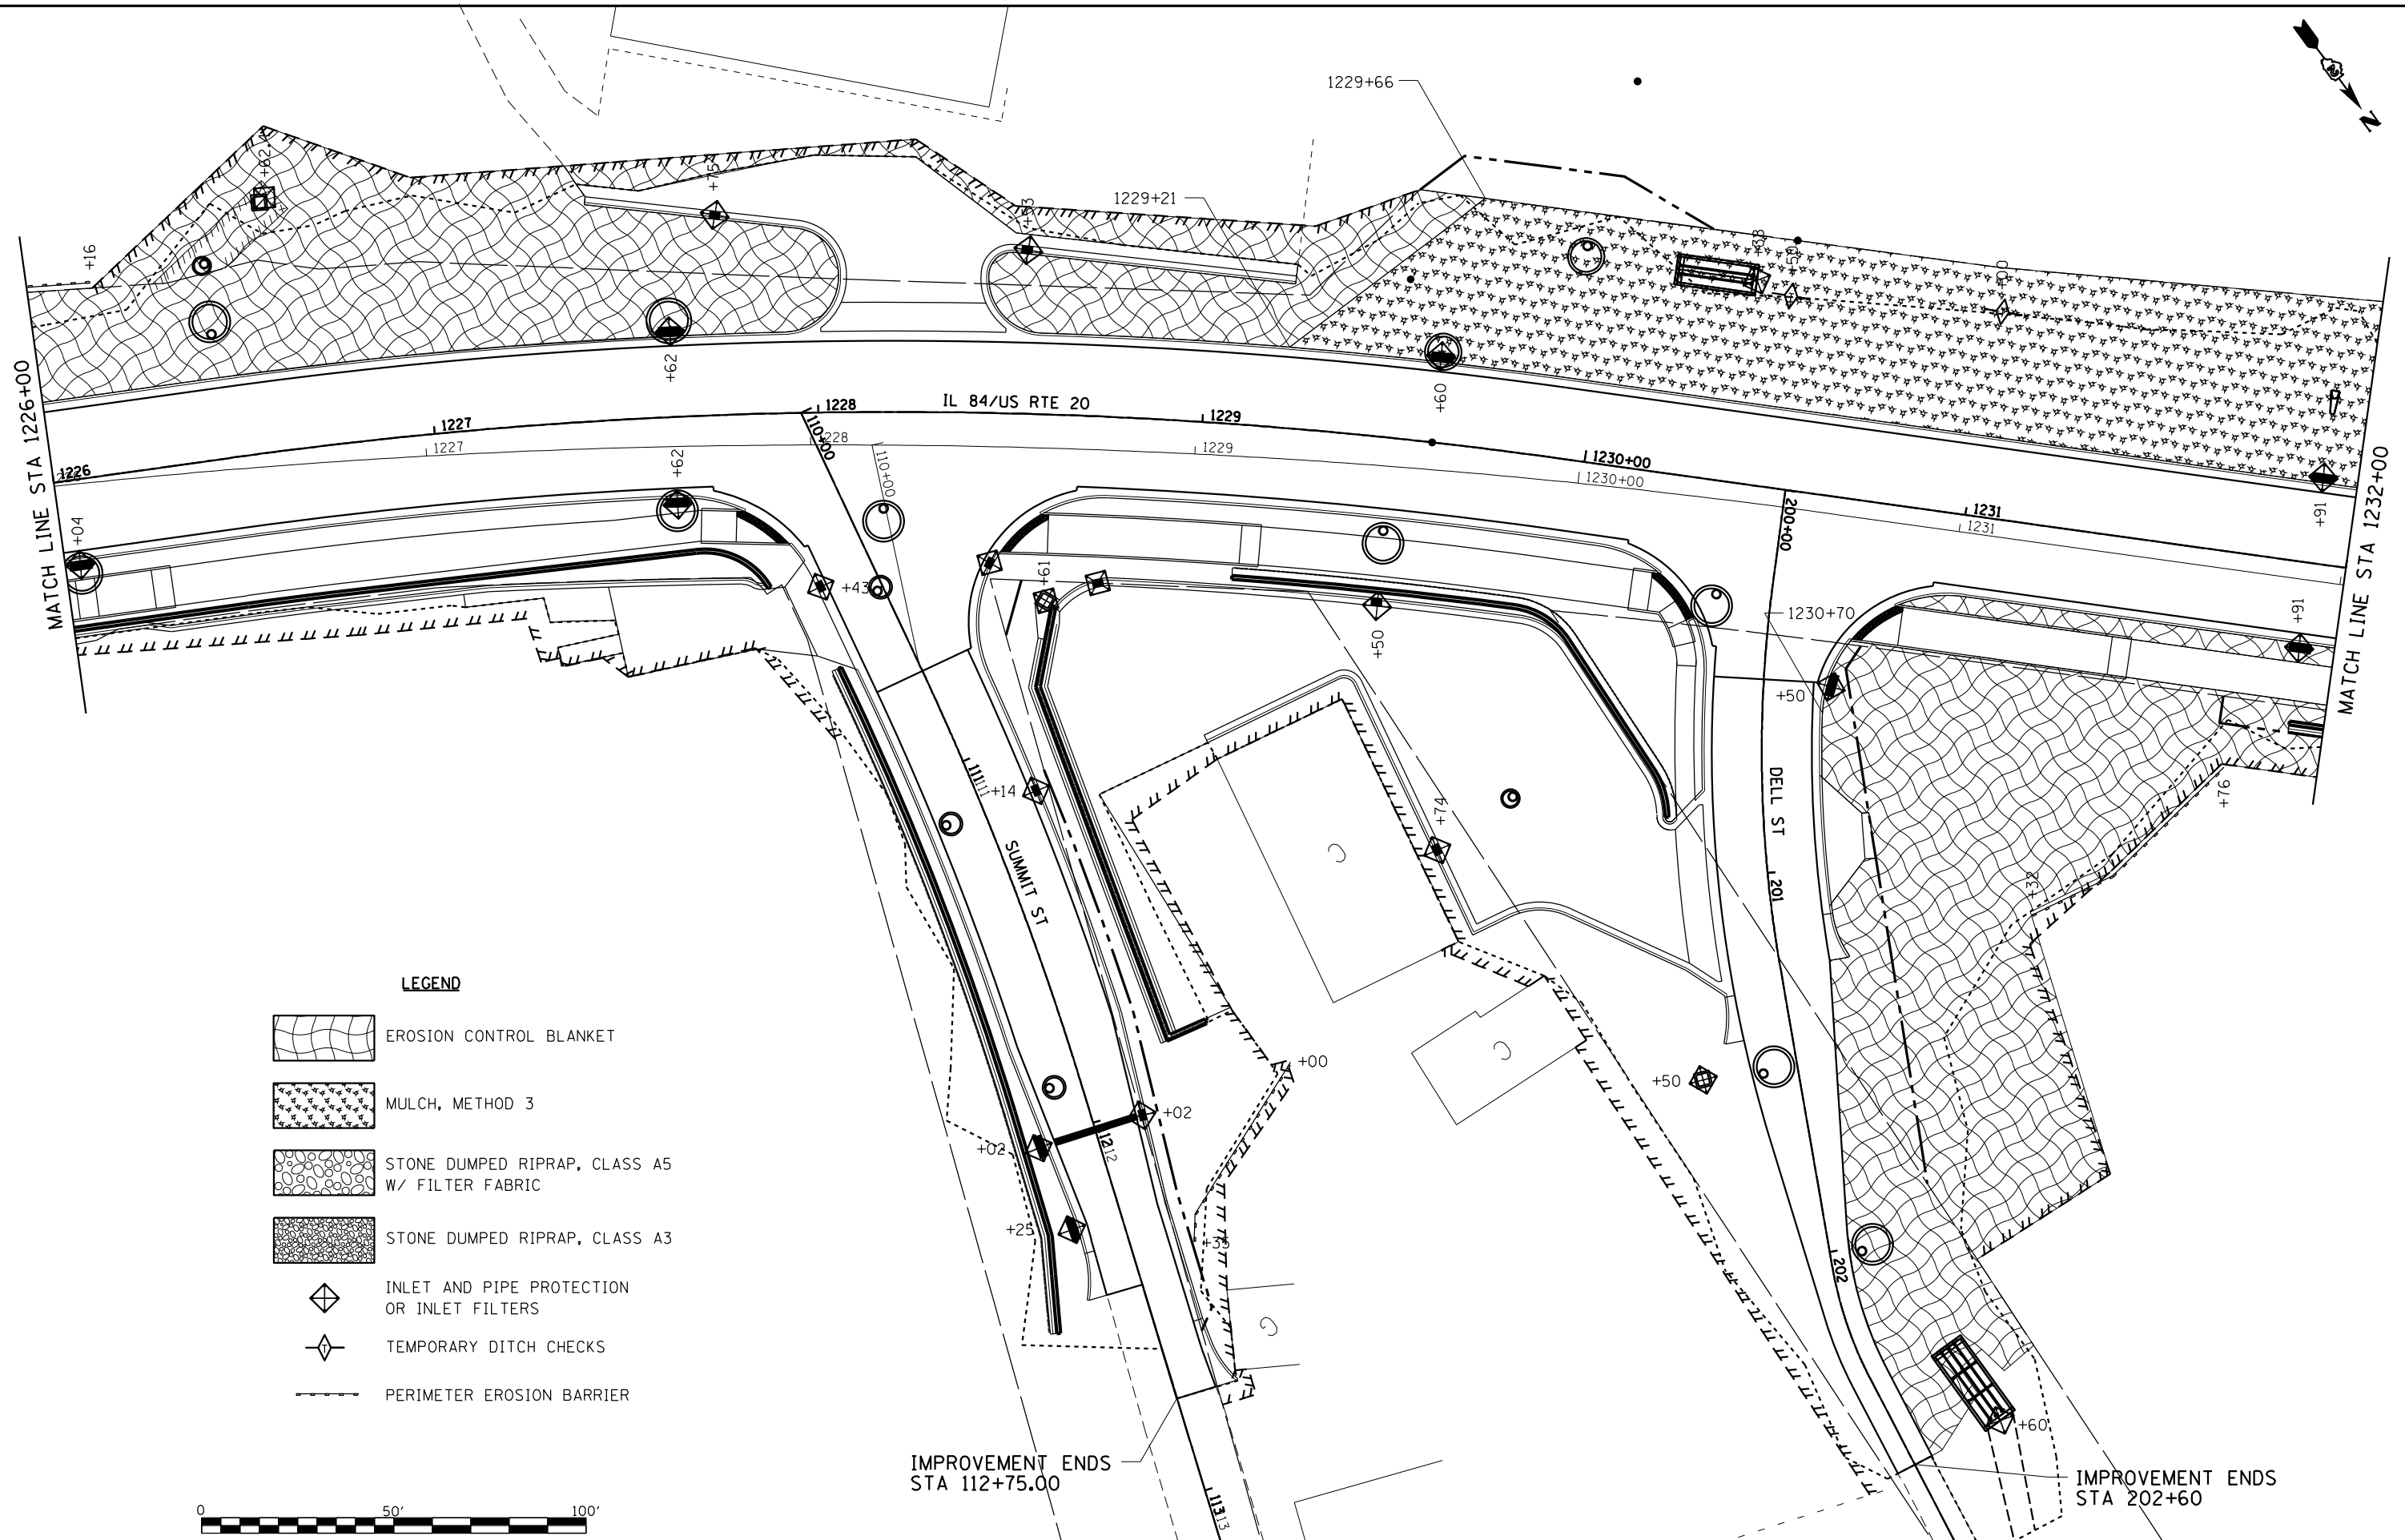 1229+66
N
+62
+75
1229+21
+53
+38
+50
+00
+16
MATCH LINE STA 1226+00
+62
+60
IL 84/US RTE 20
1226
1227
1228
1229
1230+00
1231
1227
1228
1229
1230+00
1231
110+00
110+00
200+00
MATCH LINE STA 1232+00
+91
+04
+62
+43
+61
+50
1230+70
+50
+91
+76
+32
111
111
+14
SUMMIT ST
+74
DELL ST
201
+00
+50
+02
+02
112
112
+25
+35
202
+60
LEGEND
EROSION CONTROL BLANKET
MULCH, METHOD 3
STONE DUMPED RIPRAP, CLASS A5
W/ FILTER FABRIC
STONE DUMPED RIPRAP, CLASS A3
INLET AND PIPE PROTECTION
OR INLET FILTERS
T
TEMPORARY DITCH CHECKS
PERIMETER EROSION BARRIER
IMPROVEMENT ENDS
STA 112+75.00
113
113
IMPROVEMENT ENDS
STA 202+60
0 50' 100'